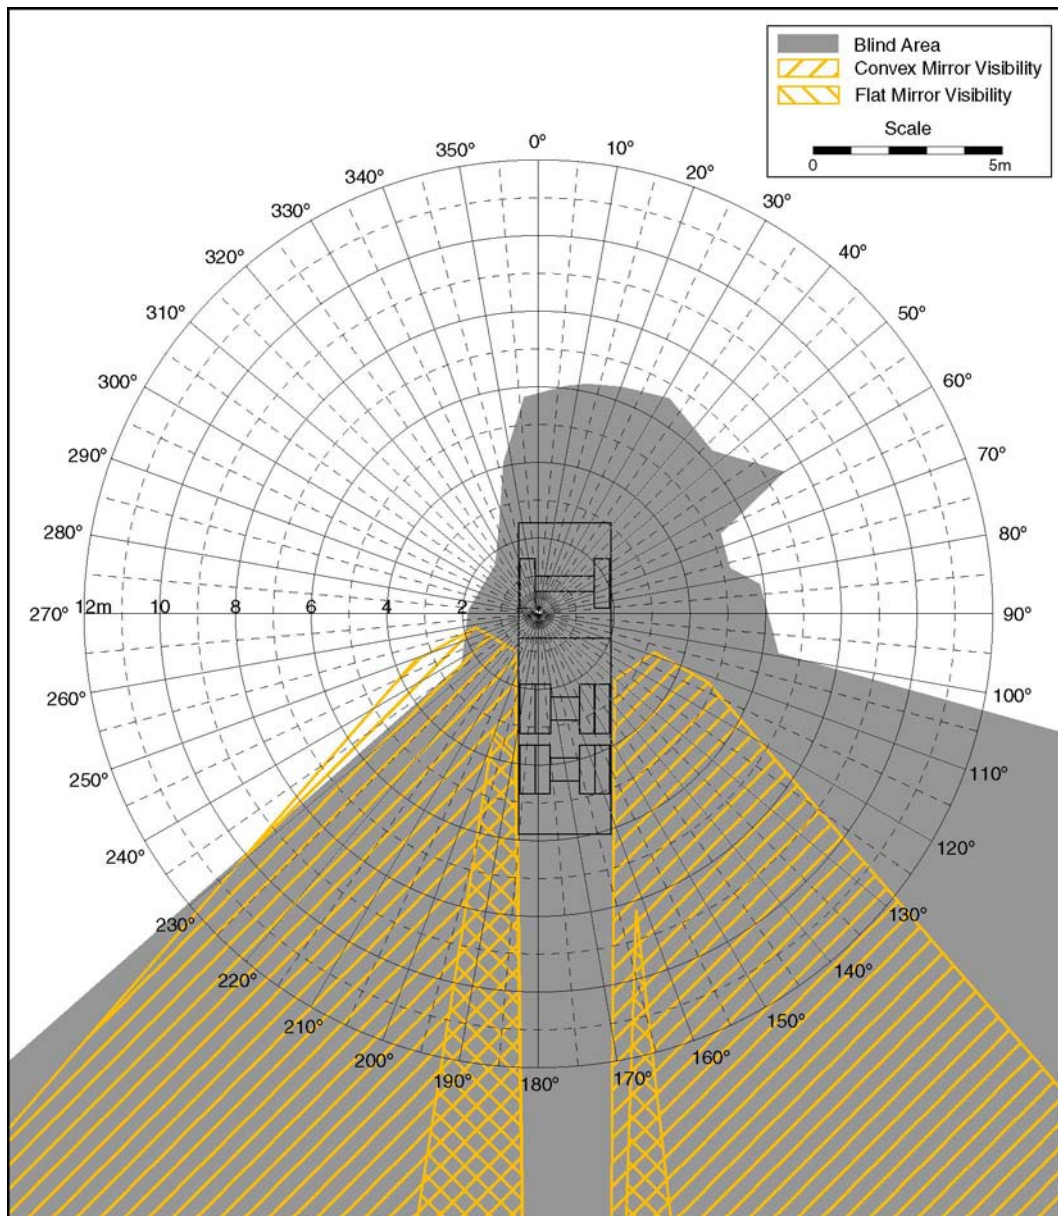 Blind Area
Convex Mirror Visibility
Flat Mirror Visibility
Scale
0 5m
0°
350° 10°
340° 20°
330° 30°
320° 40°
310° 50°
300° 60°
290° 70°
280° 80°
270° 12m 10 8 6 4 2 90°
260° 100°
250° 110°
240° 120°
230° 130°
220° 140°
210° 150°
200° 160°
190° 180° 170°